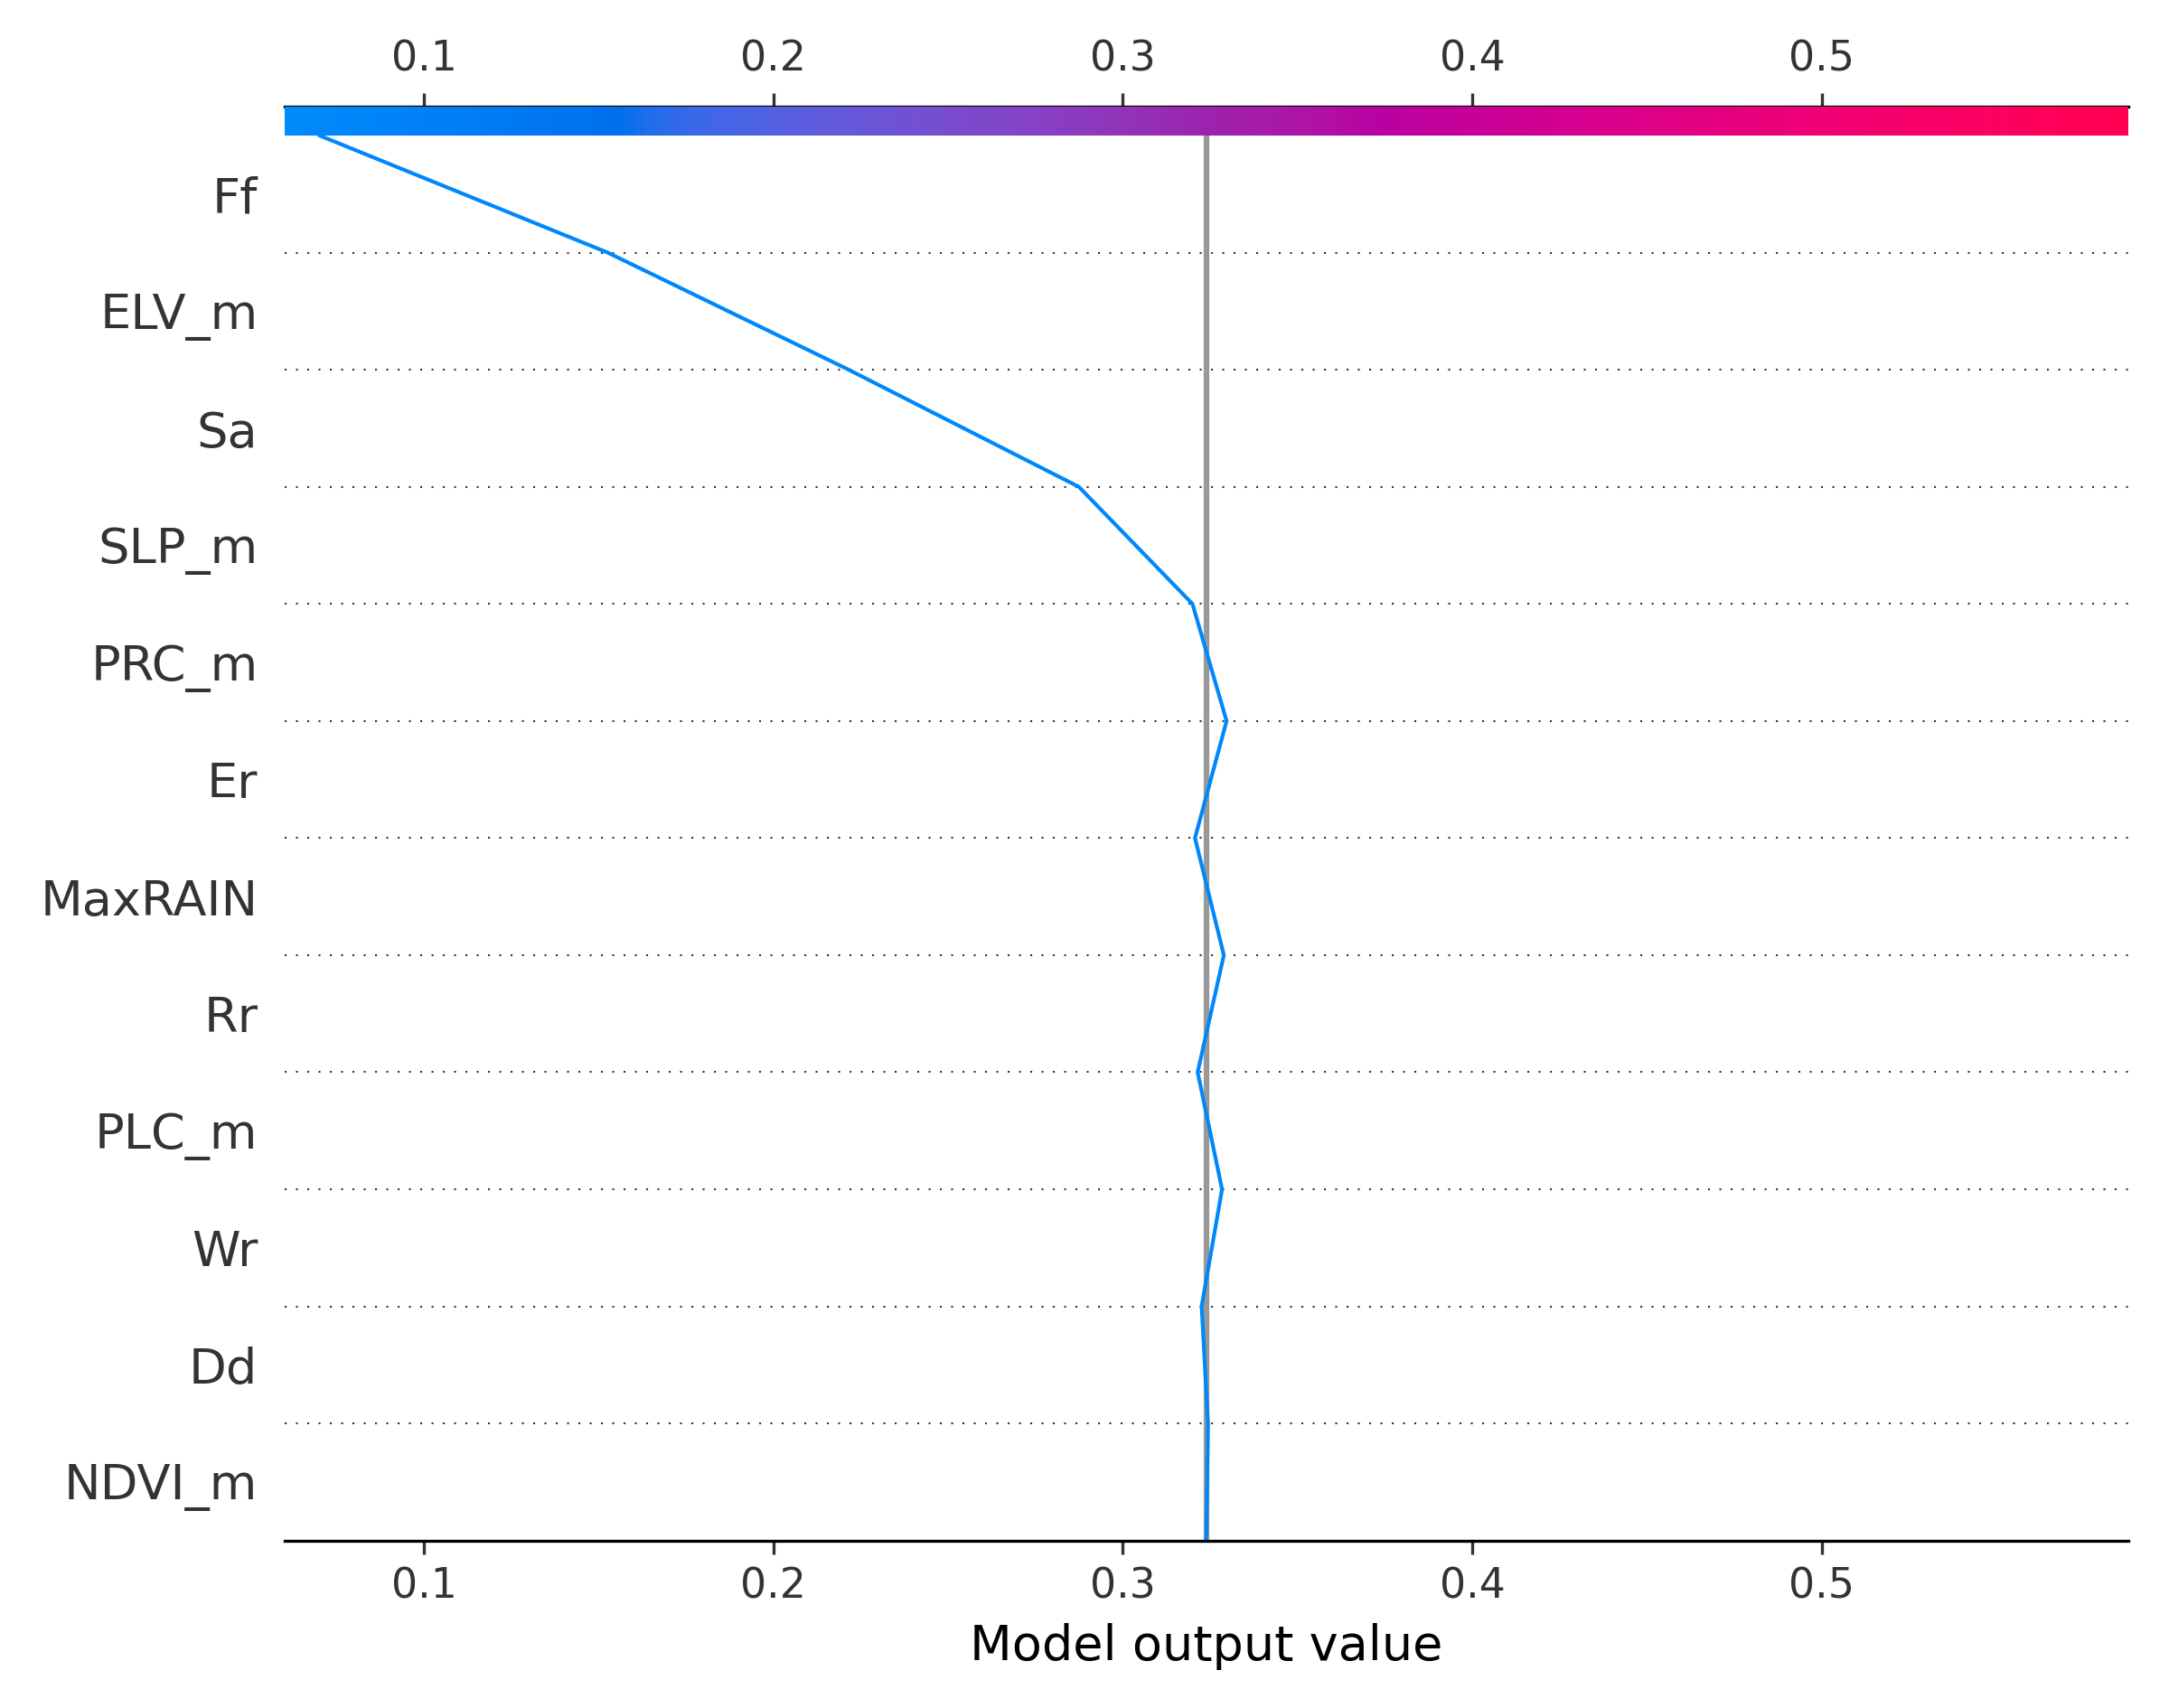 0.1 0.2 0.3 0.4 0.5
Ff
ELV_m
Sa
SLP_m
PRC_m
Er
MaxRAIN
Rr
PLC_m
Wr
Dd
NDVI_m
0.1 0.2 0.3 0.4 0.5
Model output value